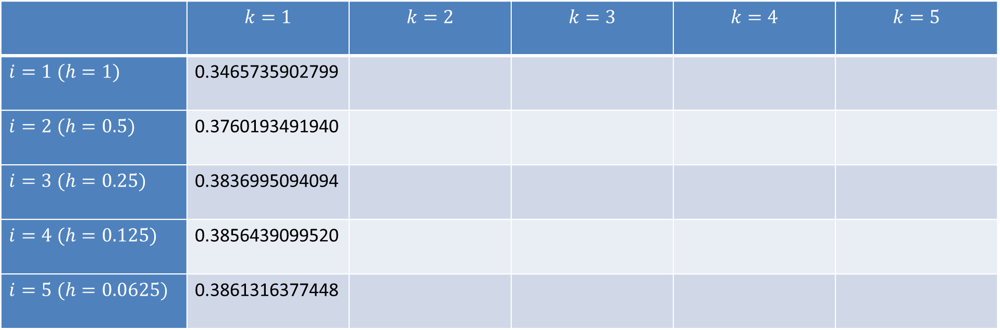 k = 1 k = 2 k = 3 k = 4 k = 5
i = 1 (h = 1) 0.3465735902799
i = 2 (h = 0.5) 0.3760193491940
i = 3 (h = 0.25) 0.3836995094094
i = 4 (h = 0.125) 0.3856439099520
i = 5 (h = 0.0625) 0.3861316377448